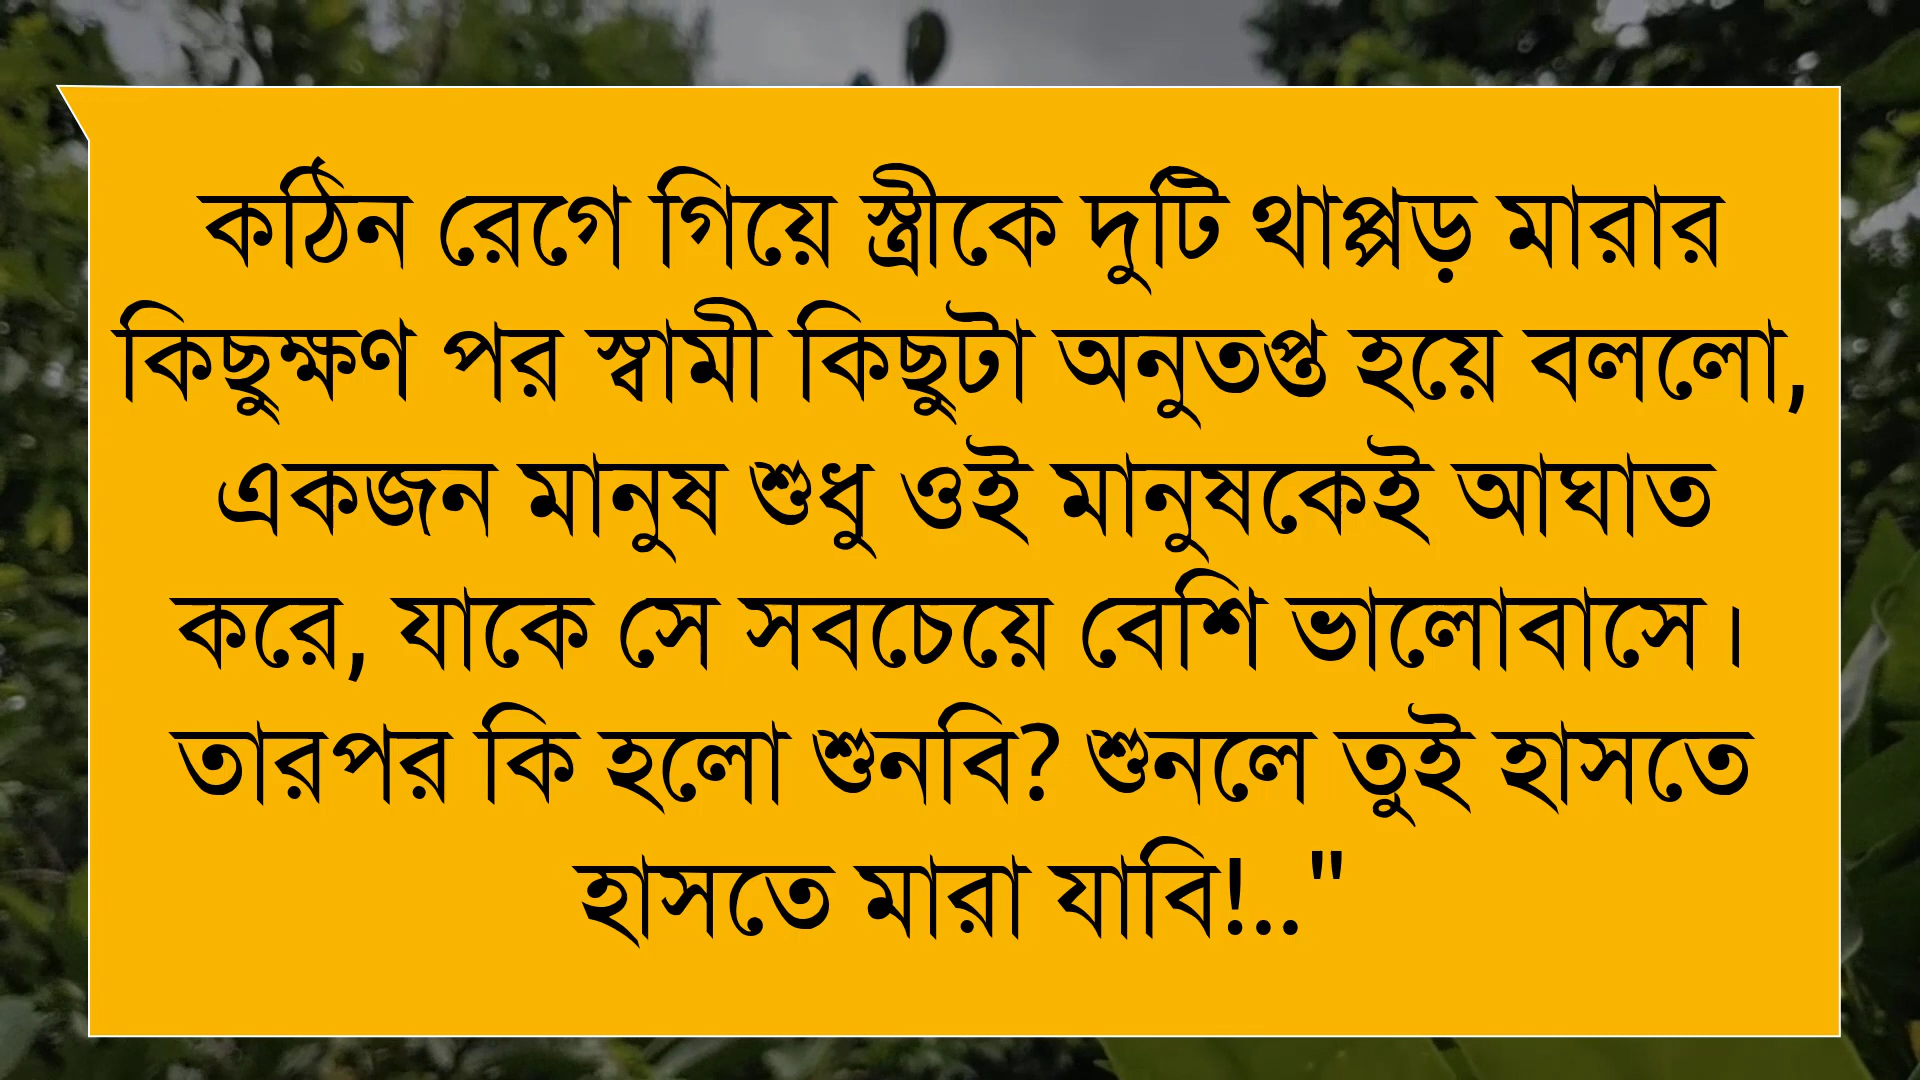 কঠিন রেগে গিয়ে স্ত্রীকে দুটি থাপ্পড় মারার
কিছুক্ষণ পর স্বামী কিছুটা অনুতপ্ত হয়ে বললো,
একজন মানুষ শুধু ওই মানুষকেই আঘাত
করে, যাকে সে সবচেয়ে বেশি ভালোবাসে।
তারপর কি হলো শুনবি? শুনলে তুই হাসতে
হাসতে মারা যাবি!.."